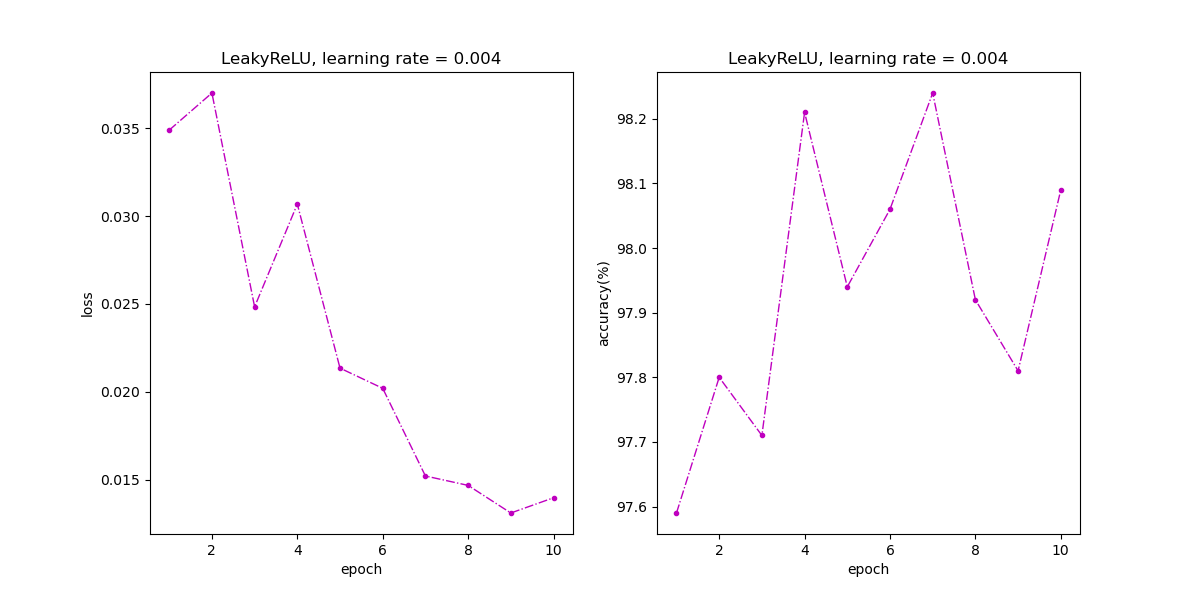 LeakyReLU, learning rate = 0.004
0.035
0.030
0.025
0.020
0.015
loss
2 4 6 8 10
epoch
LeakyReLU, learning rate = 0.004
98.2
98.1
98.0
97.9
97.8
97.7
97.6
accuracy(%)
2 4 6 8 10
epoch